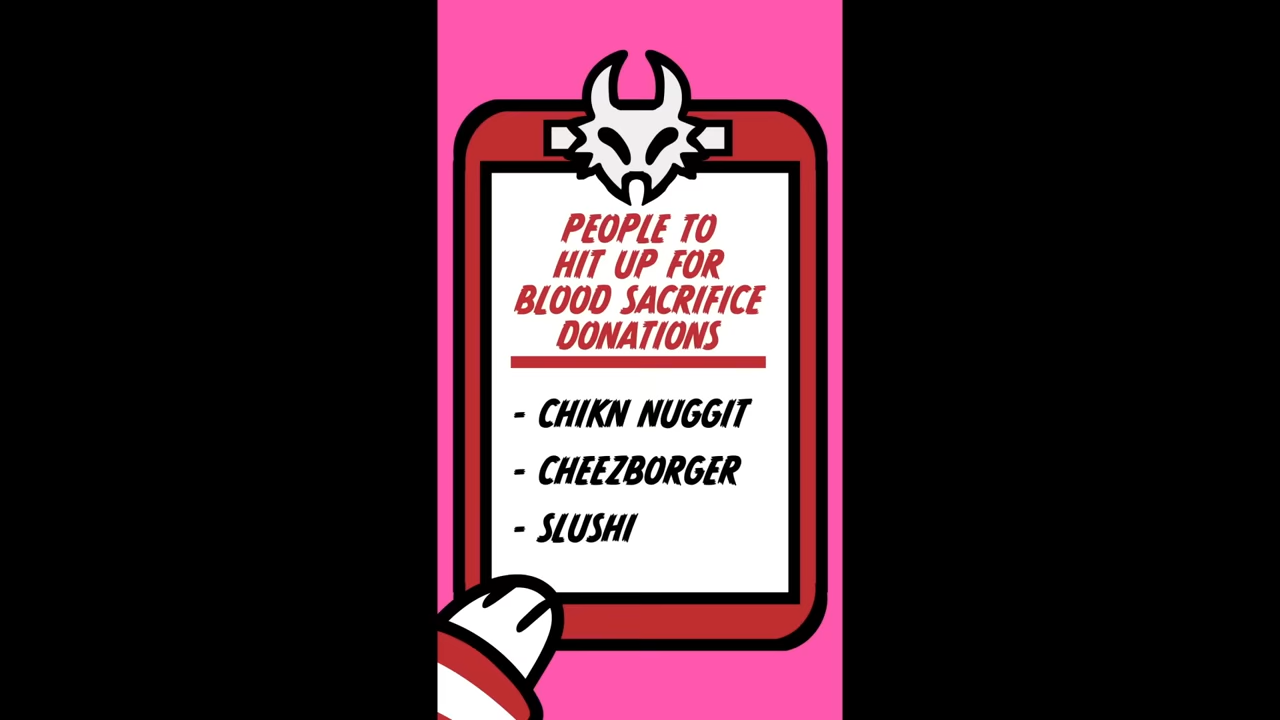 PEOPLE TO
HIT UP FOR
BLOOD SACRIFICE
DONATIONS
- CHIKN NUGGIT
- CHEEZBORGER
- SLUSHI